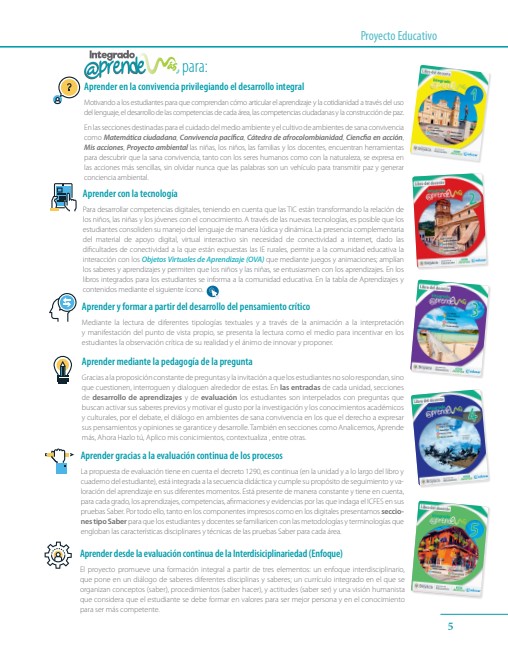 Proyecto Educativo
Integrado
@prende Más, para:
Aprender en la convivencia privilegiando el desarrollo integral
Motivando a los estudiantes para que comprendan cómo articular el aprendizaje y la cotidianidad a través del uso
del lenguaje, el desarrollo de las competencias de cada área, las competencias ciudadanas y la construcción de paz.
En las secciones destinadas para el cuidado del medio ambiente y el cultivo de ambientes de sana convivencia
como Matemática ciudadana, Convivencia pacífica, Cátedra de afrocolombianidad, Ciencfia en acción,
Mis acciones, Proyecto ambiental las niñas, los niños, las familias y los docentes, encuentran herramientas
para descubrir que la sana convivencia, tanto con los seres humanos como con la naturaleza, se expresa en
las acciones más sencillas, sin olvidar nunca que las palabras son un vehículo para transmitir paz y generar
conciencia ambiental.
Aprender con la tecnología
Para desarrollar competencias digitales, teniendo en cuenta que las TIC están transformando la relación de
los niños, las niñas y los jóvenes con el conocimiento. A través de las nuevas tecnologías, es posible que los
estudiantes consoliden su manejo del lenguaje de manera lúdica y dinámica. La presencia complementaria
del material de apoyo digital, virtual interactivo sin necesidad de conectividad a internet, dado las
dificultades de conectividad a la que están expuestas las IE rurales, permite a la comunidad educativa la
interacción con los Objetos Virtuales de Aprendizaje (OVA) que mediante juegos y animaciones; amplían
los saberes y aprendizajes y permiten que los niños y las niñas, se entusiasmen con los aprendizajes. En los
libros integrados para los estudiantes se informa a la comunidad educativa. En la tabla de Aprendizajes y
contenidos mediante el siguiente ícono.
Aprender y formar a partir del desarrollo del pensamiento crítico
Mediante la lectura de diferentes tipologías textuales y a través de la animación a la interpretación
y manifestación del punto de vista propio, se presenta la lectura como el medio para incentivar en los
estudiantes la observación crítica de su realidad y el ánimo de innovar y proponer.
Aprender mediante la pedagogía de la pregunta
Gracias a la proposición constante de preguntas y la invitación a que los estudiantes no solo respondan, sino
que cuestionen, interroguen y dialoguen alrededor de estas. En las entradas de cada unidad, secciones
de desarrollo de aprendizajes y de evaluación los estudiantes son interpelados con preguntas que
buscan activar sus saberes previos y motivar el gusto por la investigación y los conocimientos académicos
y culturales, por el debate, el diálogo en ambientes de sana convivencia en los que el derecho a expresar
sus pensamientos y opiniones se garantice y desarrolle. También en secciones como Analicemos, Aprende
más, Ahora Hazlo tú, Aplico mis conicimientos, contextualiza , entre otras.
Aprender gracias a la evaluación continua de los procesos
La propuesta de evaluación tiene en cuenta el decreto 1290, es continua (en la unidad y a lo largo del libro y
cuaderno del estudiante), está integrada a la secuencia didáctica y cumple su propósito de seguimiento y va-
loración del aprendizaje en sus diferentes momentos. Está presente de manera constante y tiene en cuenta,
para cada grado, los aprendizajes, competencias, afirmaciones y evidencias por las que indaga el ICFES en sus
pruebas Saber. Por todo ello, tanto en los componentes impresos como en los digitales presentamos seccio-
nes tipo Saber para que los estudiantes y docentes se familiaricen con las metodologías y terminologías que
engloban las características disciplinares y técnicas de las pruebas Saber para cada área.
Aprender desde la evaluación continua de la Interdisiciplinariedad (Enfoque)
El proyecto promueve una formación integral a partir de tres elementos: un enfoque interdisciplinario,
que pone en un diálogo de saberes diferentes disciplinas y saberes; un currículo integrado en el que se
organizan conceptos (saber), procedimientos (saber hacer), y actitudes (saber ser) y una visión humanista
que considera que el estudiante se debe formar en valores para ser mejor persona y en el conocimiento
para ser más competente.
Libro del docente
1
Libro del docente
2
Libro del docente
3
Libro del docente
4
Libro del docente
5
5